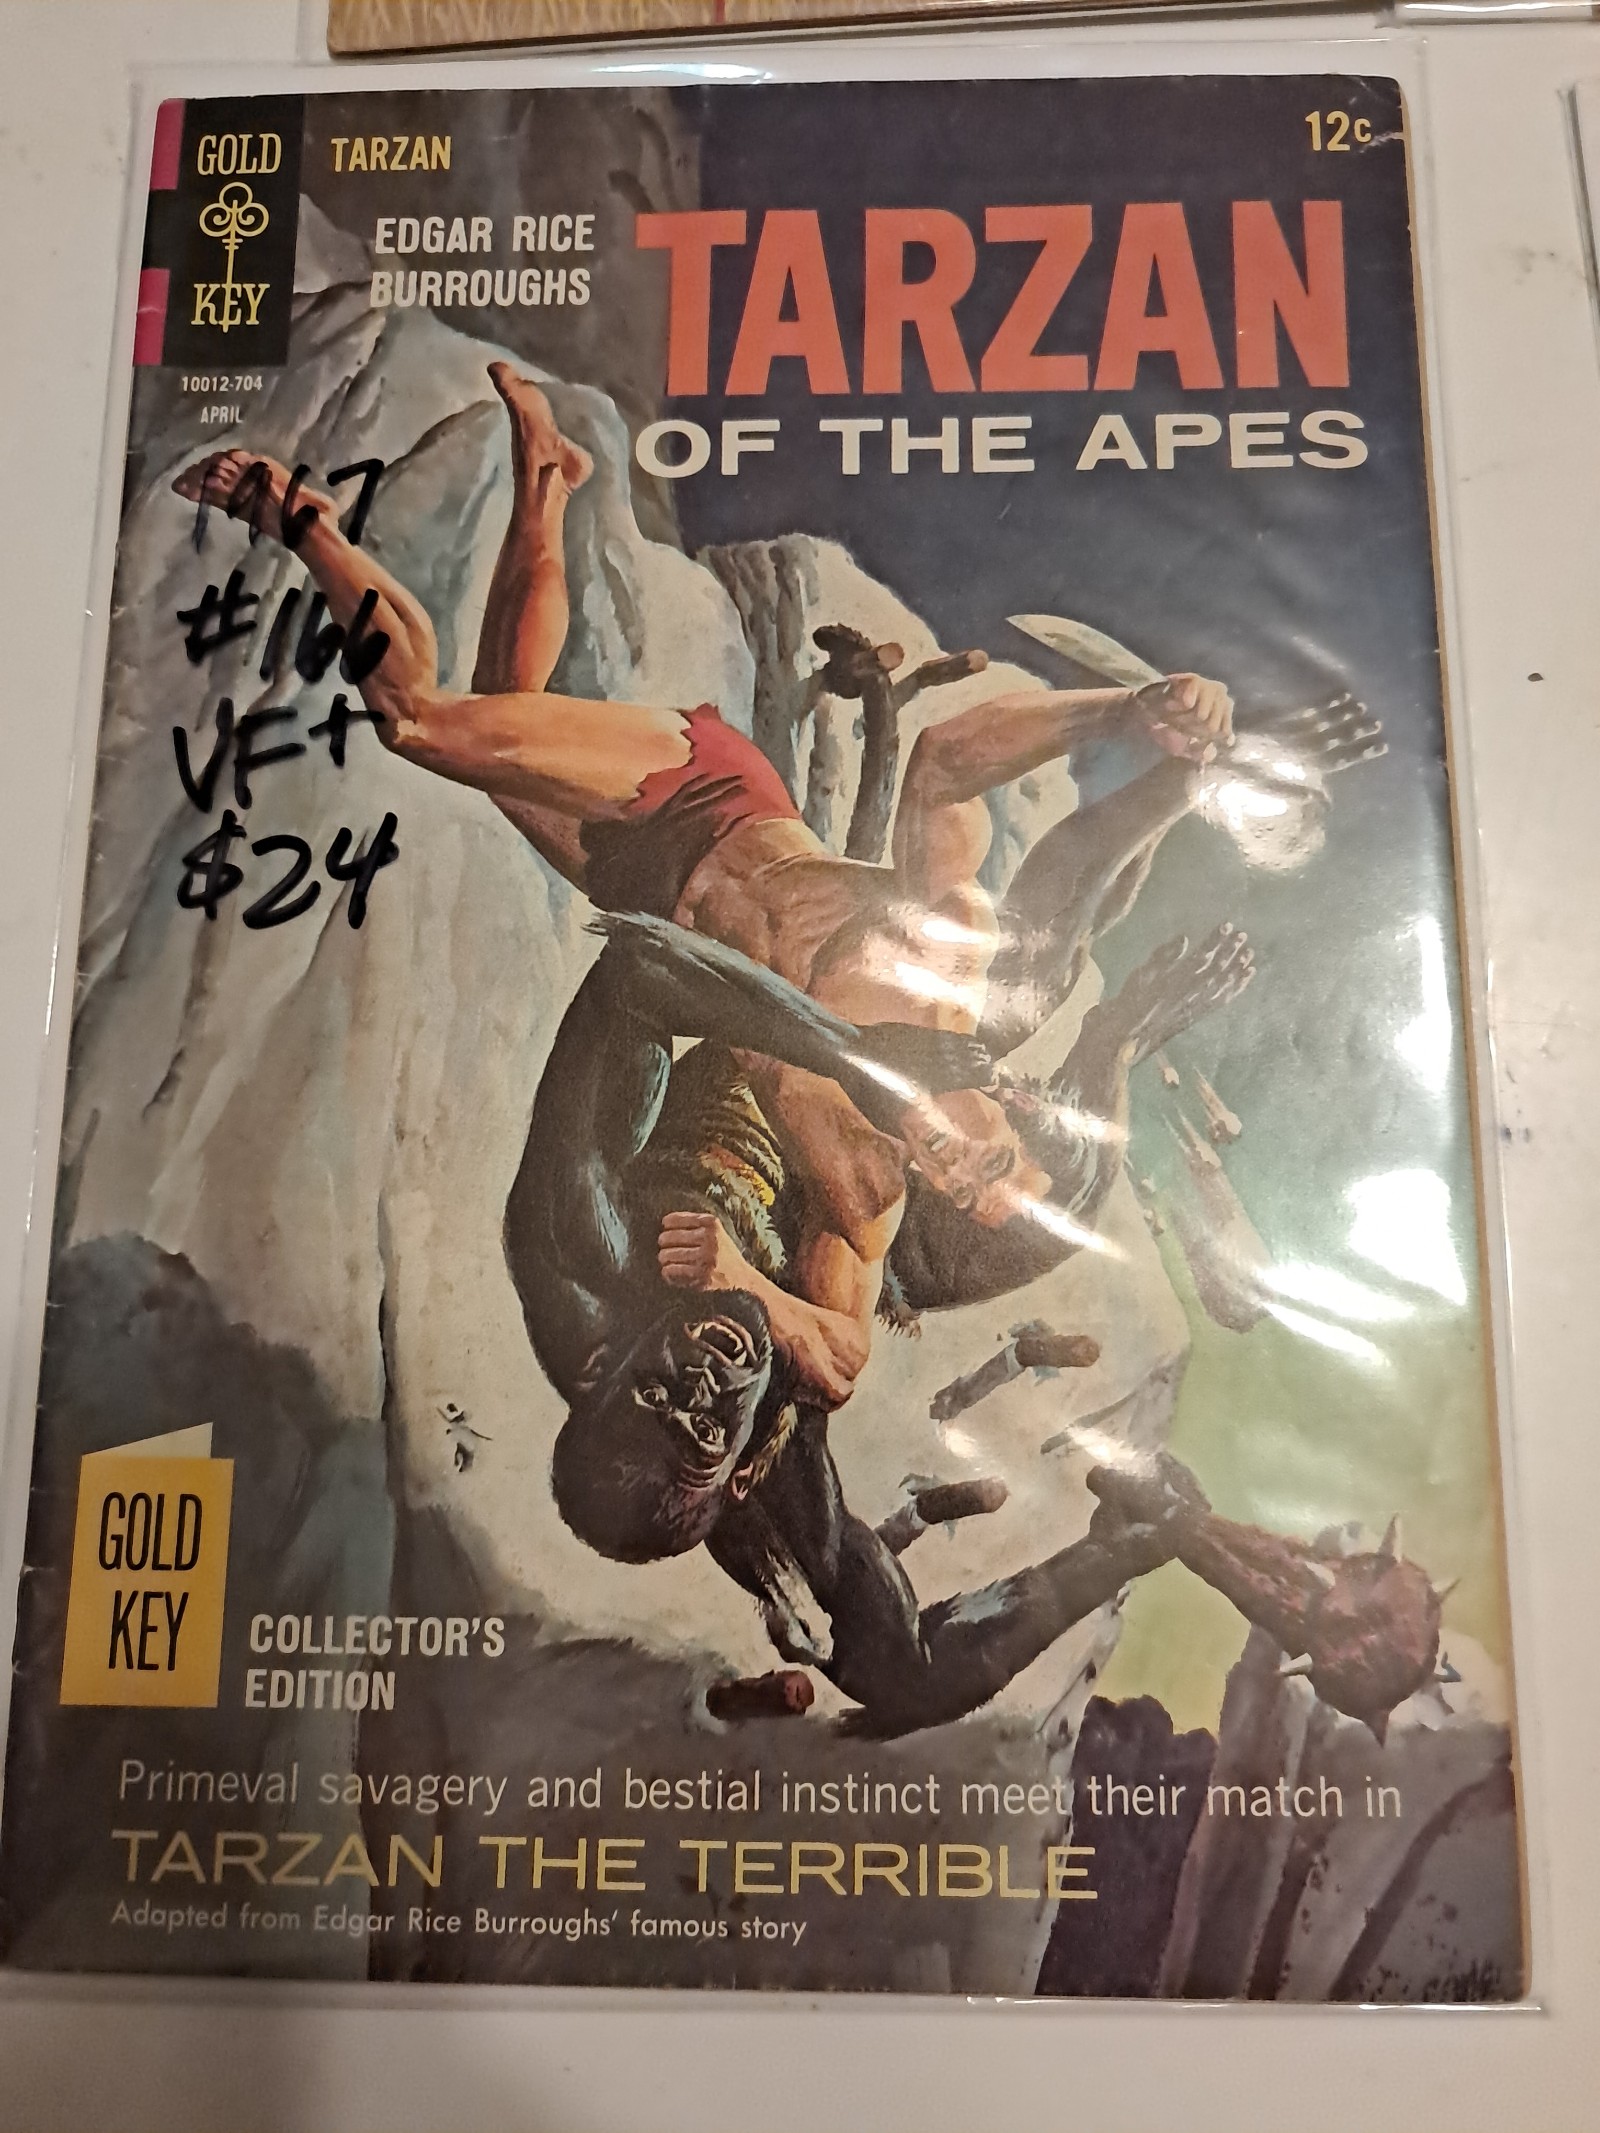 GOLD
KEY
TARZAN
12c
EDGAR RICE
BURROUGHS
TARZAN
OF THE APES
10012-704
APRIL
1967
#166
VF+
$24
GOLD
KEY
COLLECTOR'S
EDITION
Primeval savagery and bestial instinct meet their match in
TARZAN THE TERRIBLE
Adapted from Edgar Rice Burroughs' famous story